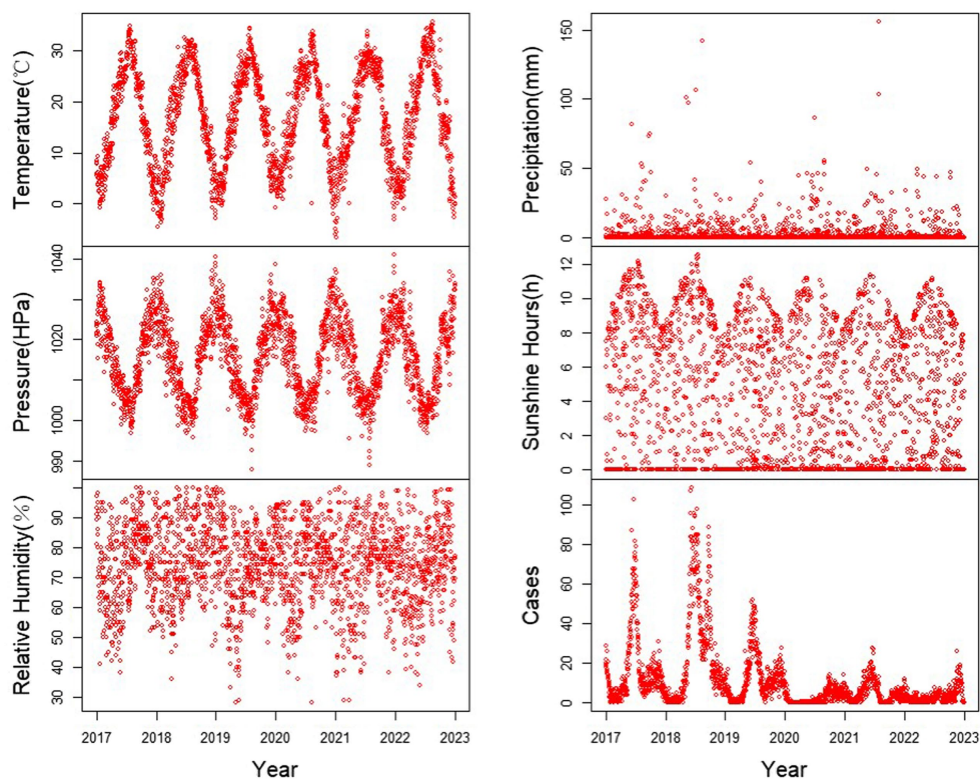 Temperature(℃)
0 10 20 30
Pressure(HPa)
990 1000 1020 1040
Relative Humidity(%)
30 40 50 60 70 80 90
2017 2018 2019 2020 2021 2022 2023
Year
Precipitation(mm)
0 50 100 150
Sunshine Hours(h)
0 2 4 6 8 10 12
Cases
0 20 40 60 80 100
2017 2018 2019 2020 2021 2022 2023
Year